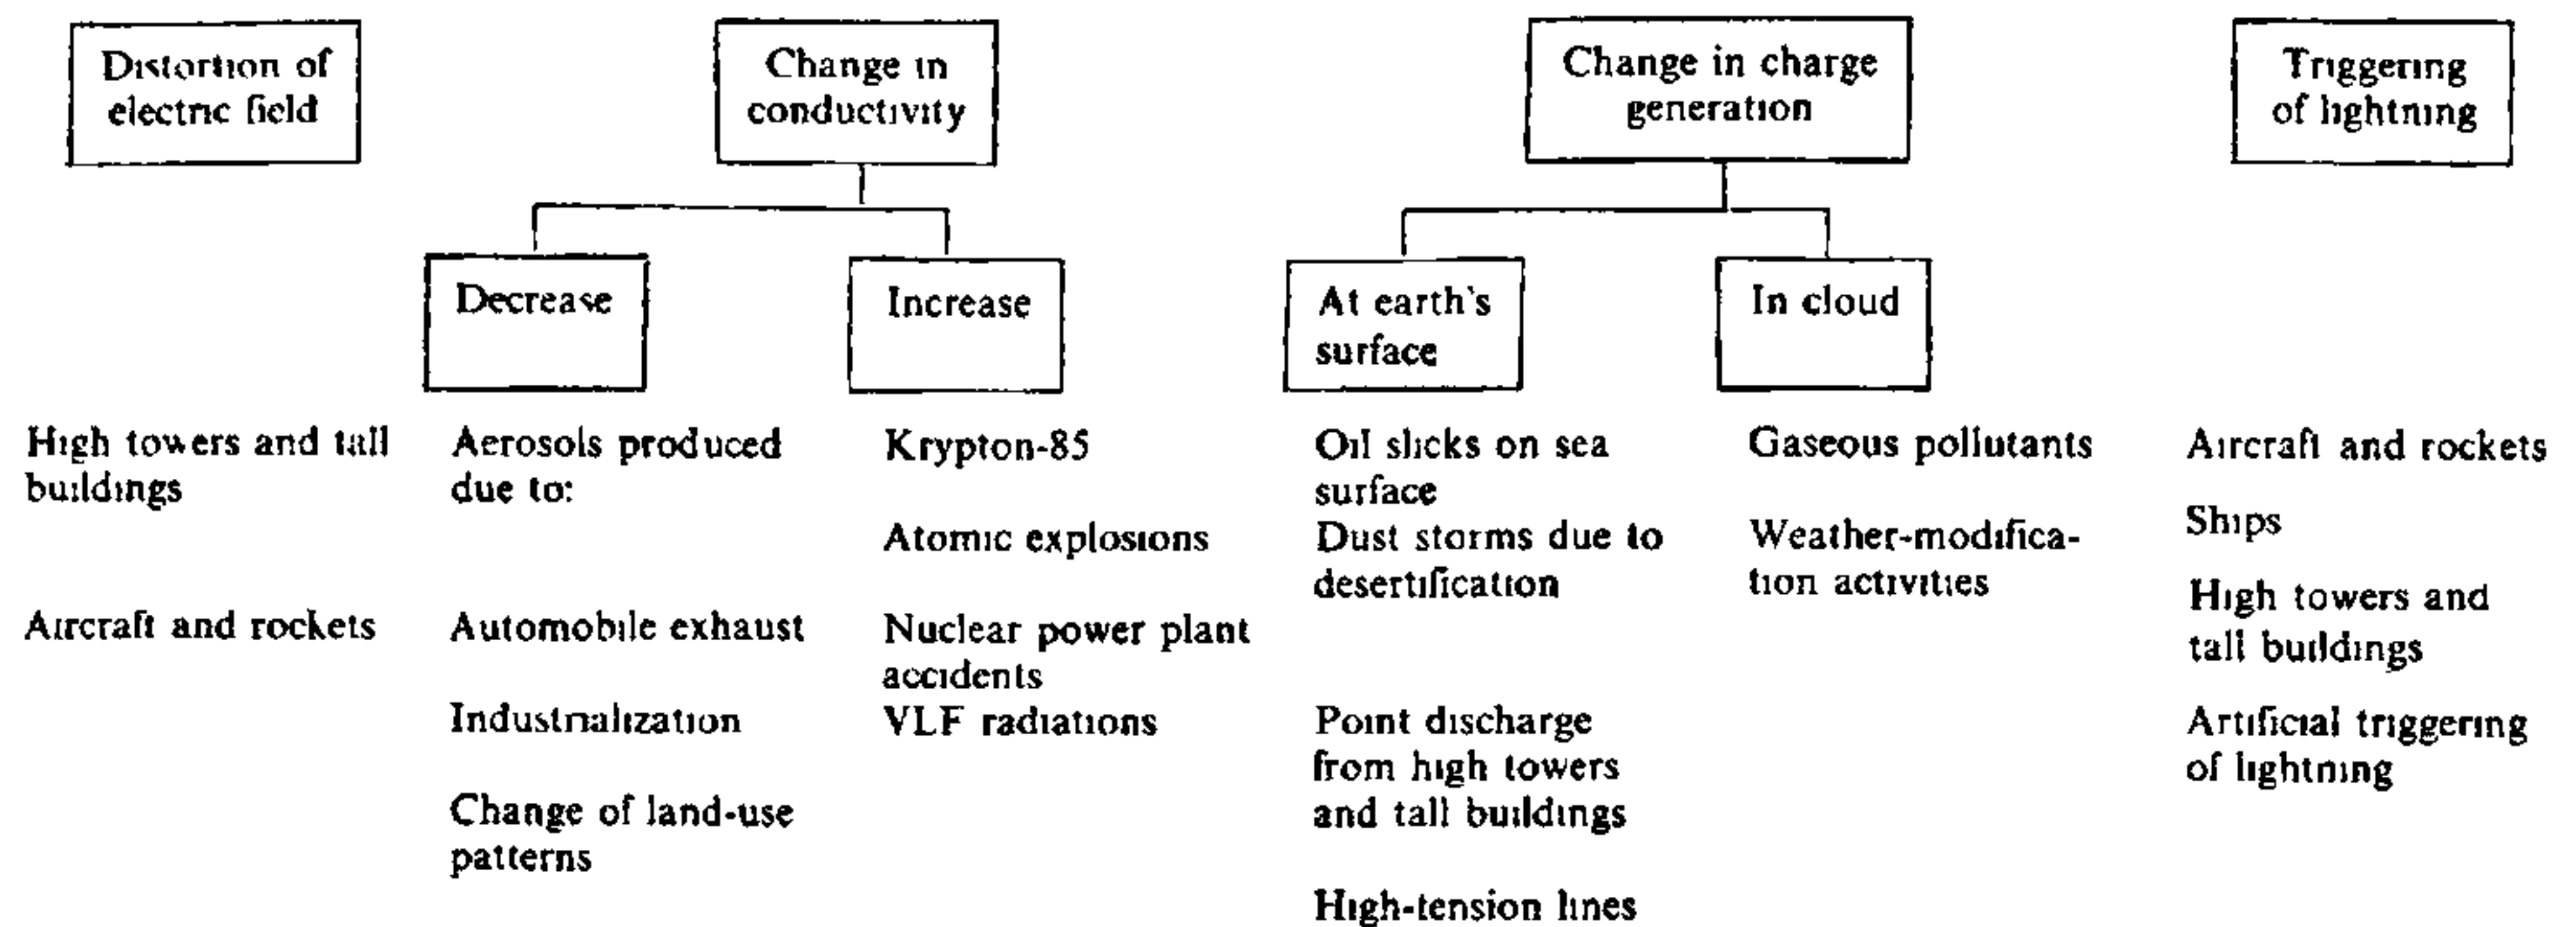 Distortion of
electric field
Change in
conductivity
Change in charge
generation
Triggering
of lightning
Decrease
Increase
At earth's
surface
In cloud
High towers and tall
buildings
Aircraft and rockets
Aerosols produced
due to:
Automobile exhaust
Industrialization
Change of land-use
patterns
Krypton-85
Atomic explosions
Nuclear power plant
accidents
VLF radiations
Oil slicks on sea
surface
Dust storms due to
desertification
Point discharge
from high towers
and tall buildings
High-tension lines
Gaseous pollutants
Weather-modifica-
tion activities
Aircraft and rockets
Ships
High towers and
tall buildings
Artificial triggering
of lightning